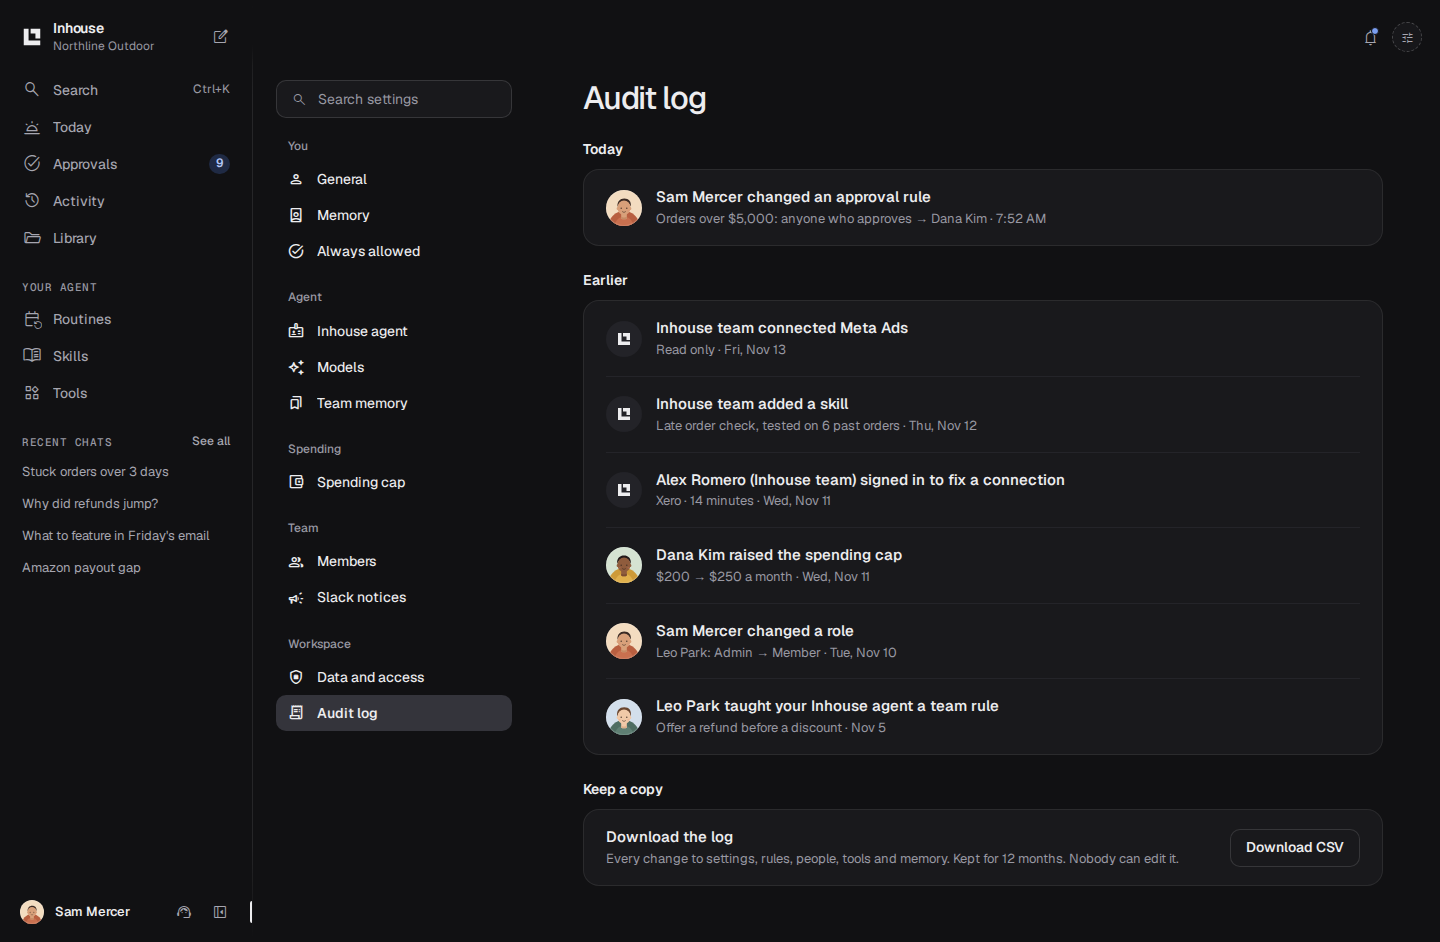 Inhouse
Northline Outdoor
Search Ctrl+K
Today
Approvals 9
Activity
Library
YOUR AGENT
Routines
Skills
Tools
RECENT CHATS See all
Stuck orders over 3 days
Why did refunds jump?
What to feature in Friday's email
Amazon payout gap
Sam Mercer
Search settings
You
General
Memory
Always allowed
Agent
Inhouse agent
Models
Team memory
Spending
Spending cap
Team
Members
Slack notices
Workspace
Data and access
Audit log
Audit log
Today
Sam Mercer changed an approval rule
Orders over $5,000: anyone who approves → Dana Kim · 7:52 AM
Earlier
Inhouse team connected Meta Ads
Read only · Fri, Nov 13
Inhouse team added a skill
Late order check, tested on 6 past orders · Thu, Nov 12
Alex Romero (Inhouse team) signed in to fix a connection
Xero · 14 minutes · Wed, Nov 11
Dana Kim raised the spending cap
$200 → $250 a month · Wed, Nov 11
Sam Mercer changed a role
Leo Park: Admin → Member · Tue, Nov 10
Leo Park taught your Inhouse agent a team rule
Offer a refund before a discount · Nov 5
Keep a copy
Download the log
Every change to settings, rules, people, tools and memory. Kept for 12 months. Nobody can edit it.
Download CSV